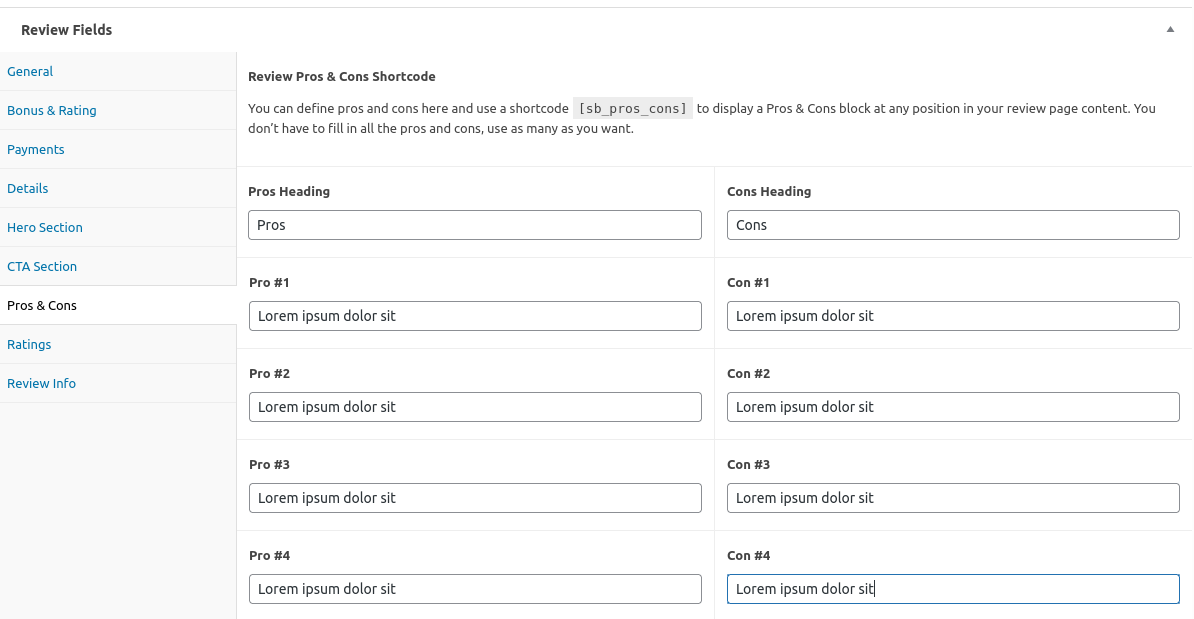 Review Fields
General
Bonus & Rating
Payments
Details
Hero Section
CTA Section
Pros & Cons
Ratings
Review Info
Review Pros & Cons Shortcode
You can define pros and cons here and use a shortcode [sb_pros_cons] to display a Pros & Cons block at any position in your review page content. You
don’t have to fill in all the pros and cons, use as many as you want.
Pros Heading
Pros
Cons Heading
Cons
Pro #1
Lorem ipsum dolor sit
Con #1
Lorem ipsum dolor sit
Pro #2
Lorem ipsum dolor sit
Con #2
Lorem ipsum dolor sit
Pro #3
Lorem ipsum dolor sit
Con #3
Lorem ipsum dolor sit
Pro #4
Lorem ipsum dolor sit
Con #4
Lorem ipsum dolor sit